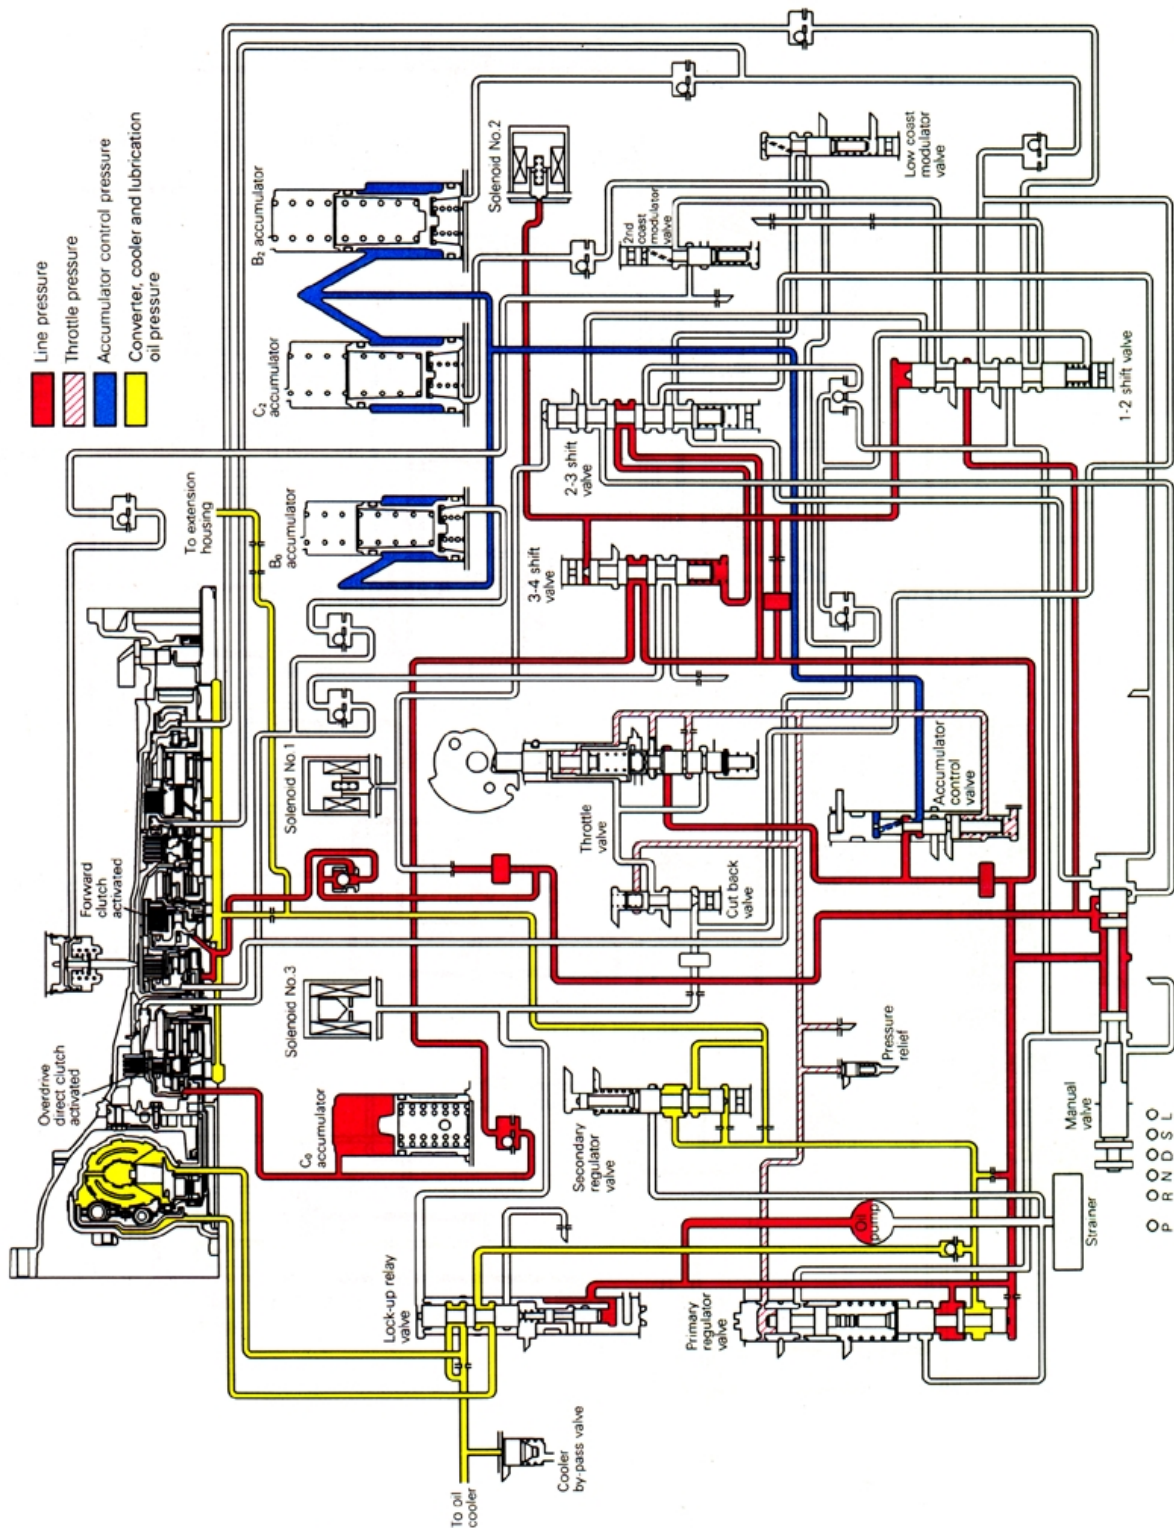 Line pressure
Throttle pressure
Accumulator control pressure
Converter, cooler and lubrication
oil pressure
Forward
clutch
activated
Overdrive
direct clutch
activated
To extension
housing
B₀
accumulator
C₂
accumulator
B₂ accumulator
Solenoid No.2
Solenoid No.1
Solenoid No.3
C₀
accumulator
Lock-up relay
valve
To oil
cooler
Cooler
by-pass valve
3-4 shift
valve
2-3 shift
valve
2nd
coast
modulator
valve
Low coast
modulator
valve
1-2 shift valve
Throttle
valve
Cut back
valve
Accumulator
control
valve
Secondary
regulator
valve
Pressure
relief
Primary
regulator
valve
Oil
pump
Strainer
Manual
valve
P R N D S L